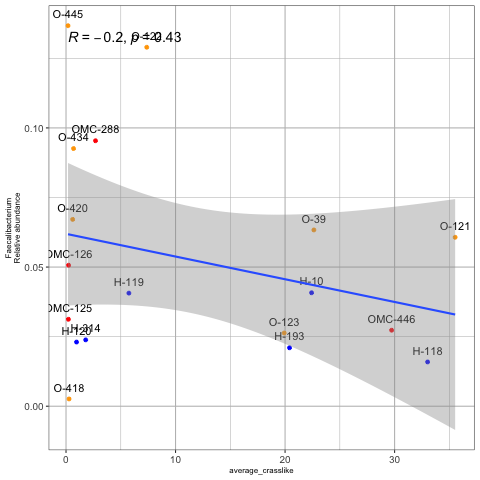 O-445
R = −0.2, p = 0.43
OMC-288
O-434
O-420
O-39
O-121
OMC-126
H-119
H-10
OMC-125
O-123
OMC-446
H-120
H-314
H-193
H-118
O-418
0.10
0.05
0.00
0
10
20
30
average_crasslike
Faecalibacterium
Relative abundance